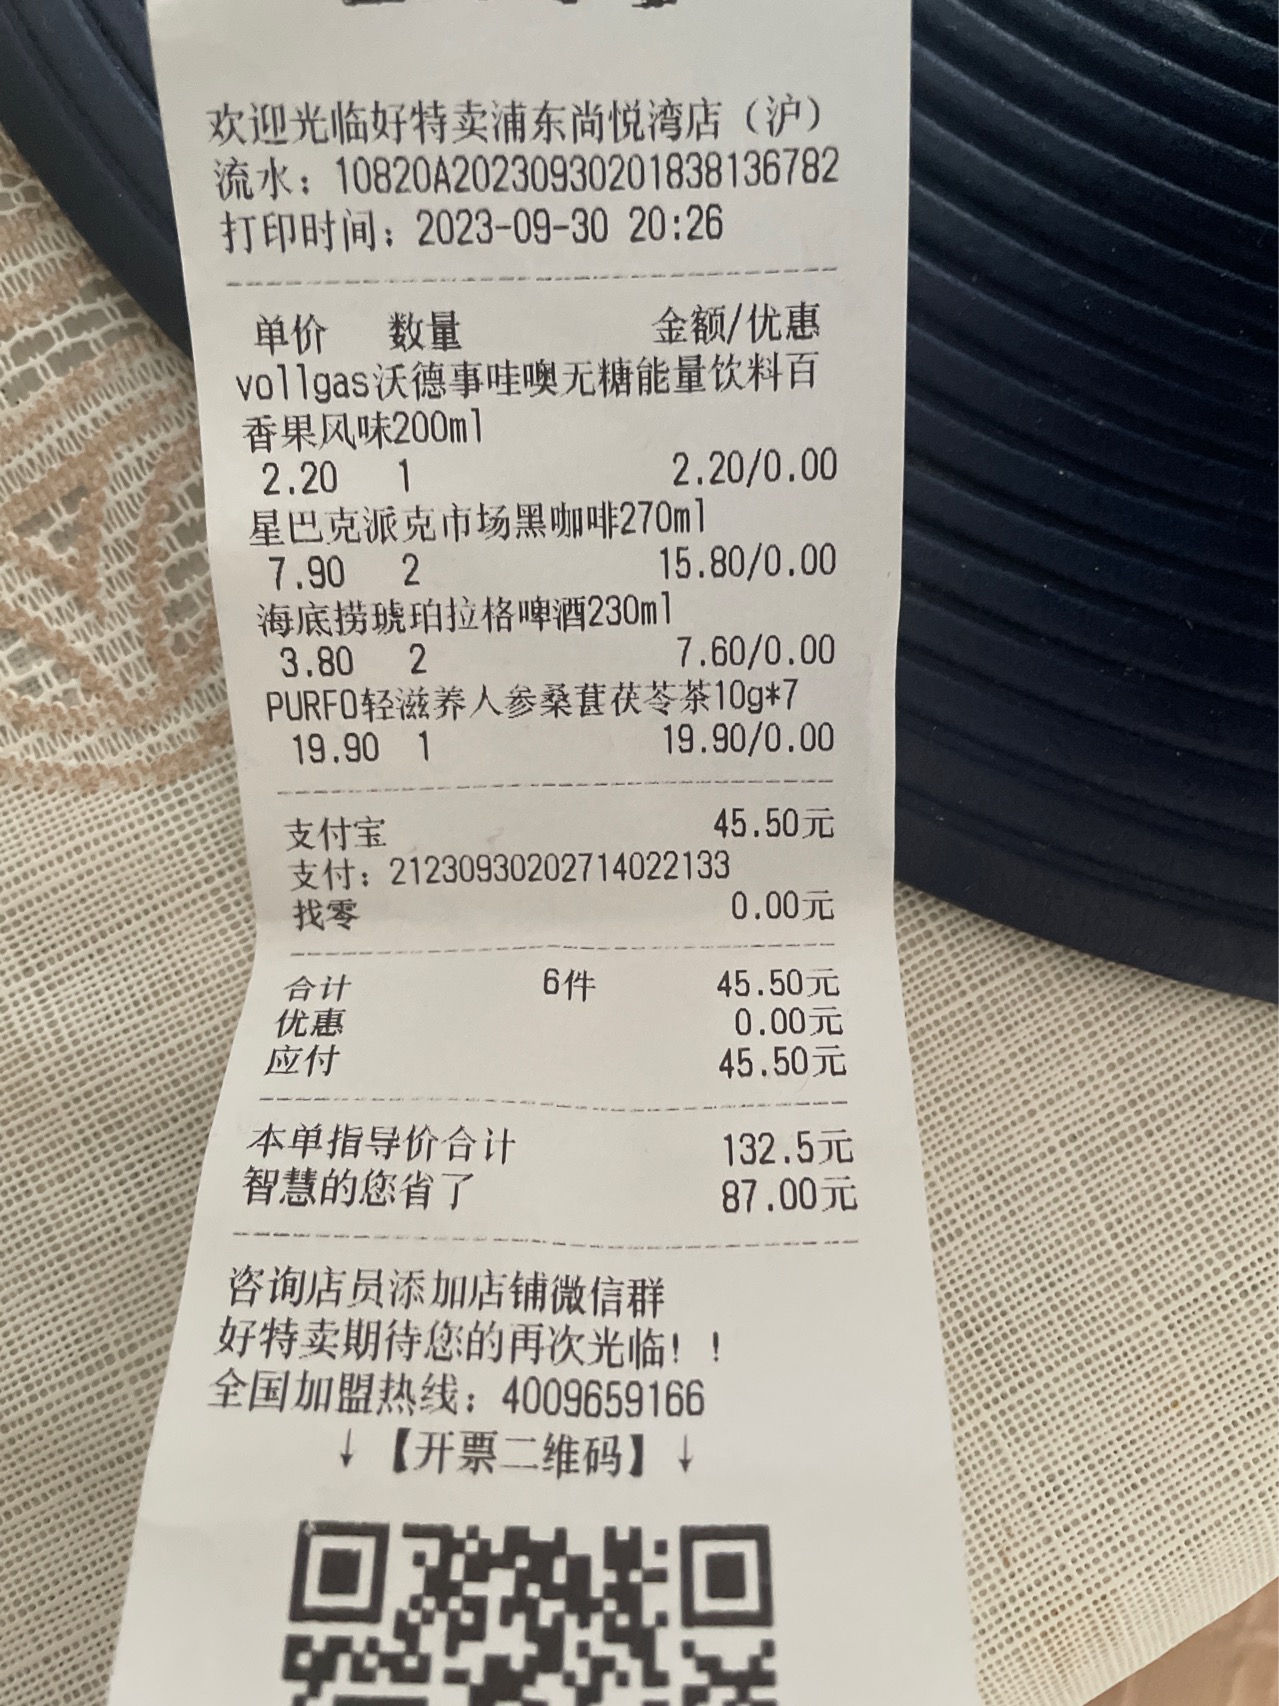 欢迎光临好特卖浦东尚悦湾店（沪）
流水：10820A202309302018381​36782
打印时间：2023-09-30 20:26
单价 数量 金额/优惠
vollgas沃德事哇噢无糖能量饮料百
香果风味200ml
2.20 1 2.20/0.00
星巴克派克市场黑咖啡270ml
7.90 2 15.80/0.00
海底捞琥珀拉格啤酒230ml
3.80 2 7.60/0.00
PURFO轻滋养人参桑葚茯苓茶10g*7
19.90 1 19.90/0.00
支付宝 45.50元
支付：21230930202714022133
找零 0.00元
合计 6件 45.50元
优惠 0.00元
应付 45.50元
本单指导价合计 132.5元
智慧的您省了 87.00元
咨询店员添加店铺微信群
好特卖期待您的再次光临！！
全国加盟热线：4009659166
↓【开票二维码】↓